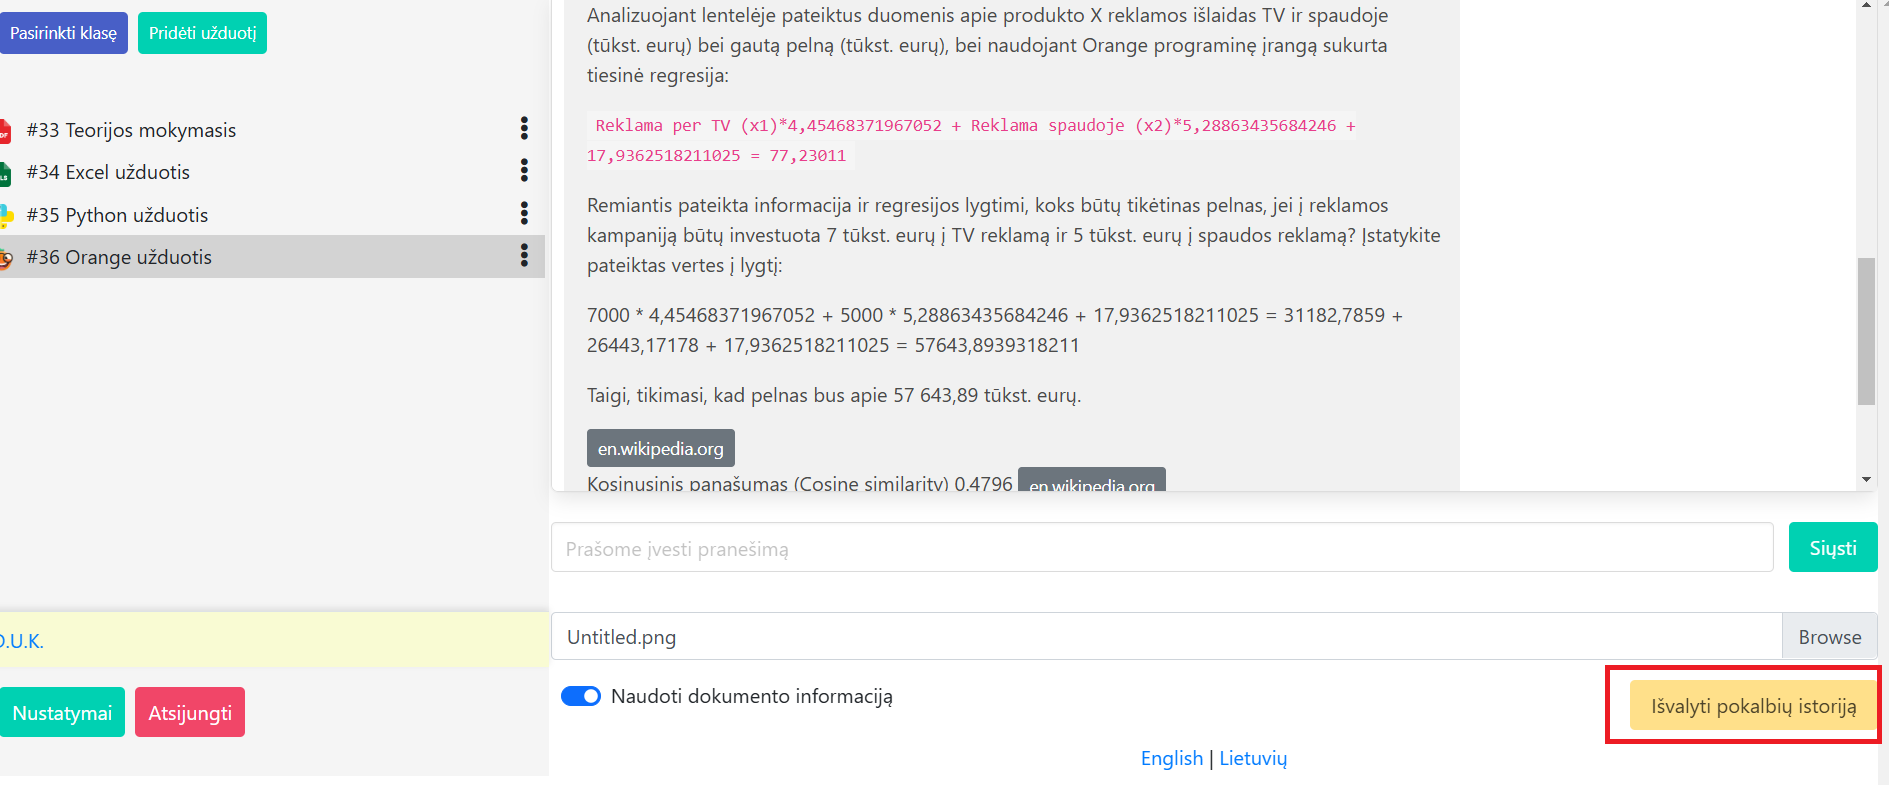 Pasirinkti klasę
Pridėti užduotį
#33 Teorijos mokymasis
#34 Excel užduotis
#35 Python užduotis
#36 Orange užduotis
Analizuojant lentelėje pateiktus duomenis apie produkto X reklamos išlaidas TV ir spaudoje
(tūkst. eurų) bei gautą pelną (tūkst. eurų), bei naudojant Orange programinę įrangą sukurta
tiesinė regresija:
Reklama per TV (x1)*4,45468371967052 + Reklama spaudoje (x2)*5,28863435684246 +
17,9362518211025 = 77,23011
Remiantis pateikta informacija ir regresijos lygtimi, koks būtų tikėtinas pelnas, jei į reklamos
kampaniją būtų investuota 7 tūkst. eurų į TV reklamą ir 5 tūkst. eurų į spaudos reklamą? Įstatykite
pateiktas vertes į lygtį:
7000 * 4,45468371967052 + 5000 * 5,28863435684246 + 17,9362518211025 = 31182,7859 +
26443,17178 + 17,9362518211025 = 57643,8939318211
Taigi, tikimasi, kad pelnas bus apie 57 643,89 tūkst. eurų.
en.wikipedia.org
Kosinusinis panašumas (Cosine similarity) 0.4796 en.wikipedia.org
Prašome įvesti pranešimą
Siųsti
D.U.K.
Untitled.png
Browse
Naudoti dokumento informaciją
Išvalyti pokalbių istoriją
Nustatymai
Atsijungti
English | Lietuvių